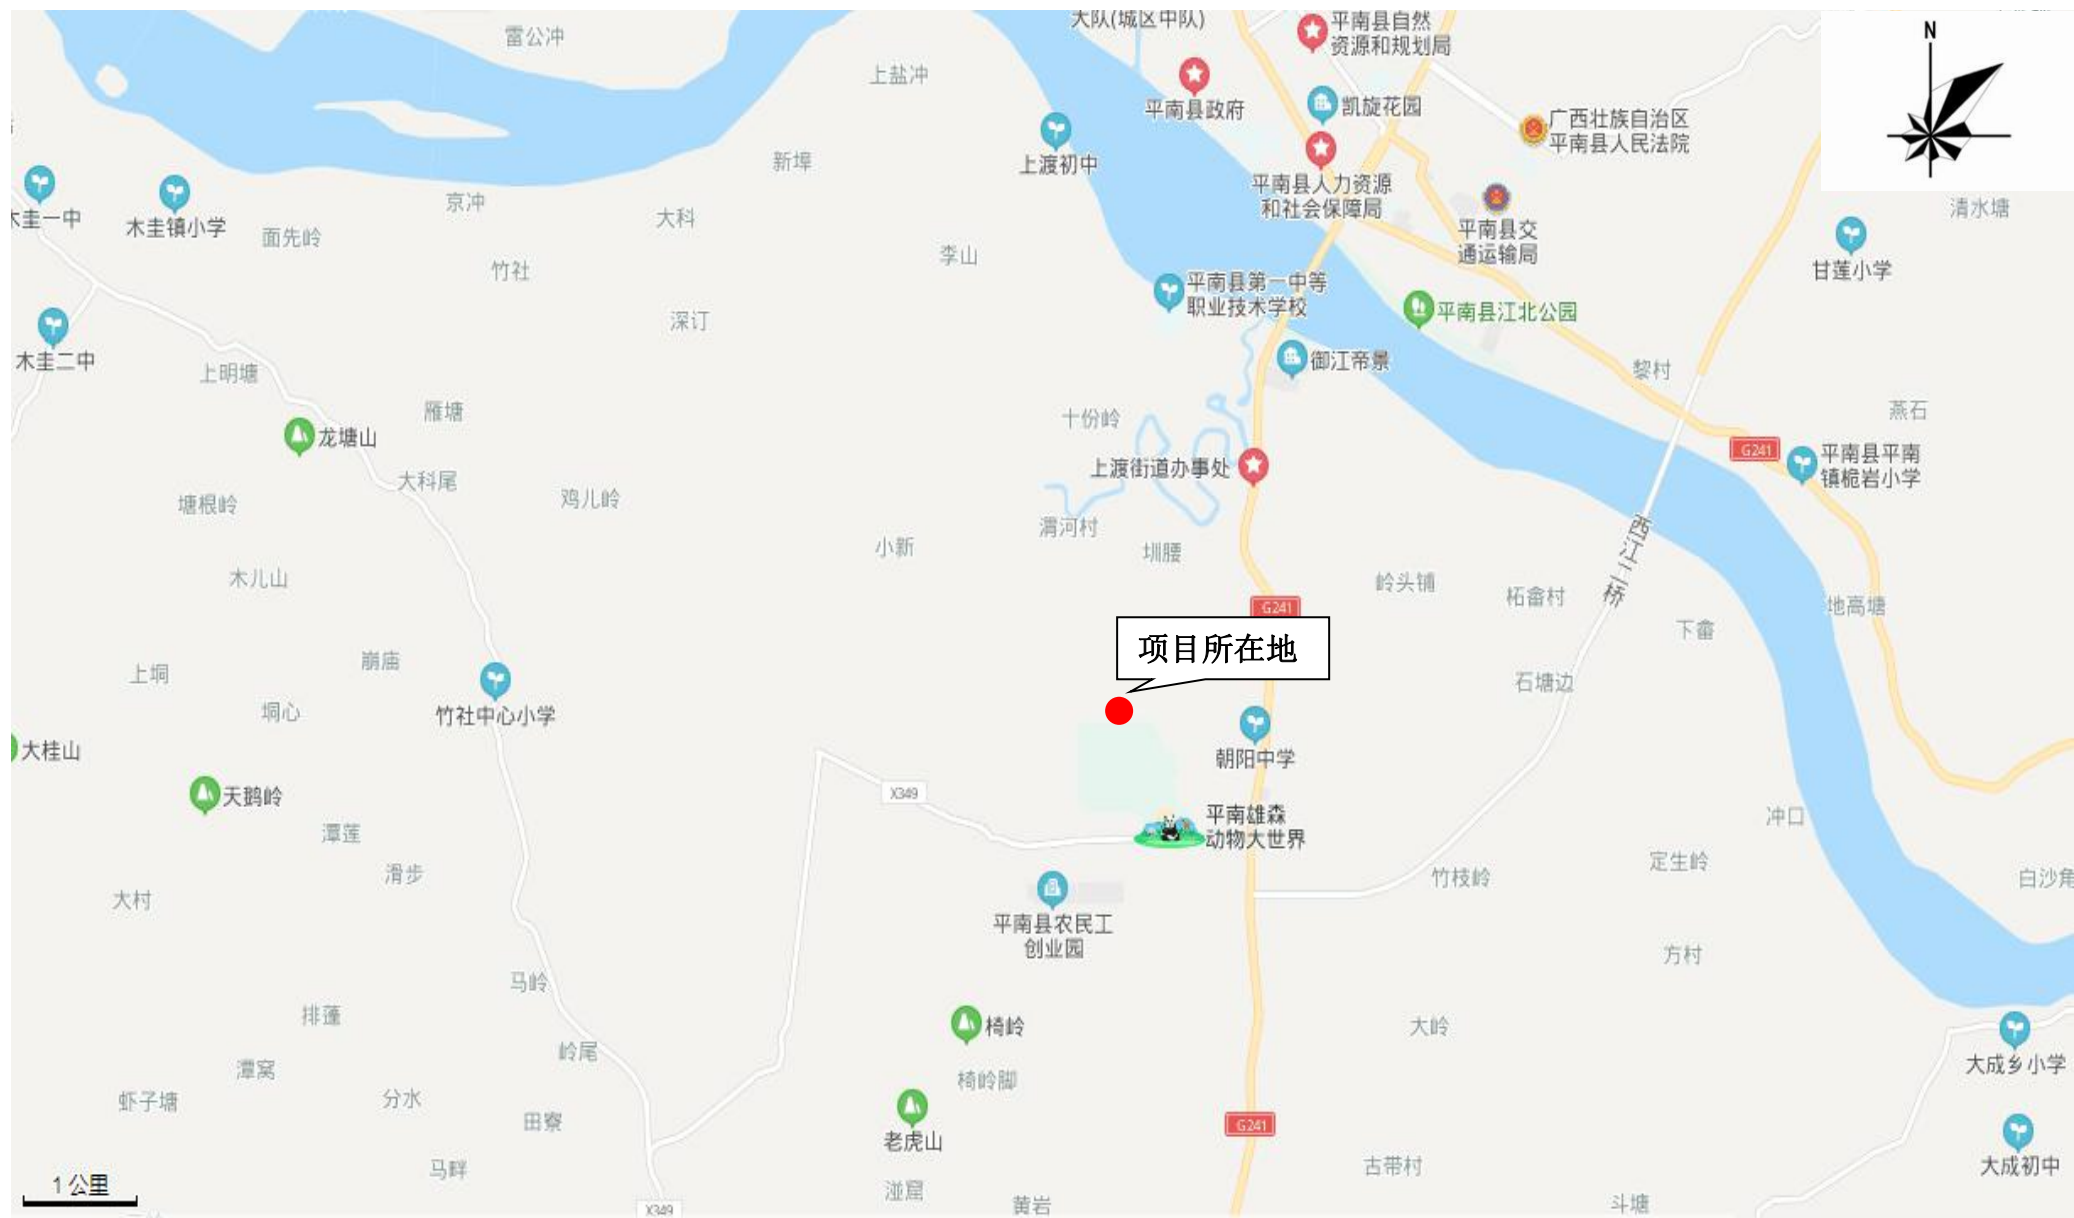 大队(城区中队)
平南县自然
资源和规划局
N
雷公冲
上盐冲
平南县政府
凯旋花园
广西壮族自治区
平南县人民法院
上渡初中
新埠
平南县人力资源
和社会保障局
京冲
大科
木圭一中
木圭镇小学
面先岭
平南县交
通运输局
清水塘
李山
竹社
甘莲小学
平南县第一中等
职业技术学校
平南县江北公园
深订
木圭二中
上明塘
御江帝景
黎村
雁塘
十份岭
燕石
龙塘山
G241
平南县平南
镇桅岩小学
上渡街道办事处
大科尾
塘根岭
鸡儿岭
渭河村
小新
圳腰
西江二桥
木儿山
岭头铺
柘畲村
地高塘
G241
下畲
项目所在地
崩庙
上垌
石塘边
垌心
竹社中心小学
大桂山
朝阳中学
天鹅岭
X349
平南雄森
动物大世界
冲口
潭莲
滑步
竹枝岭
定生岭
白沙角
大村
平南县农民工
创业园
方村
马岭
排蓬
椅岭
大岭
岭尾
潭窝
椅岭脚
大成乡小学
虾子塘
分水
田寮
G241
老虎山
马畔
古带村
大成初中
1 公里
湴窟
黄岩
斗塘
X349